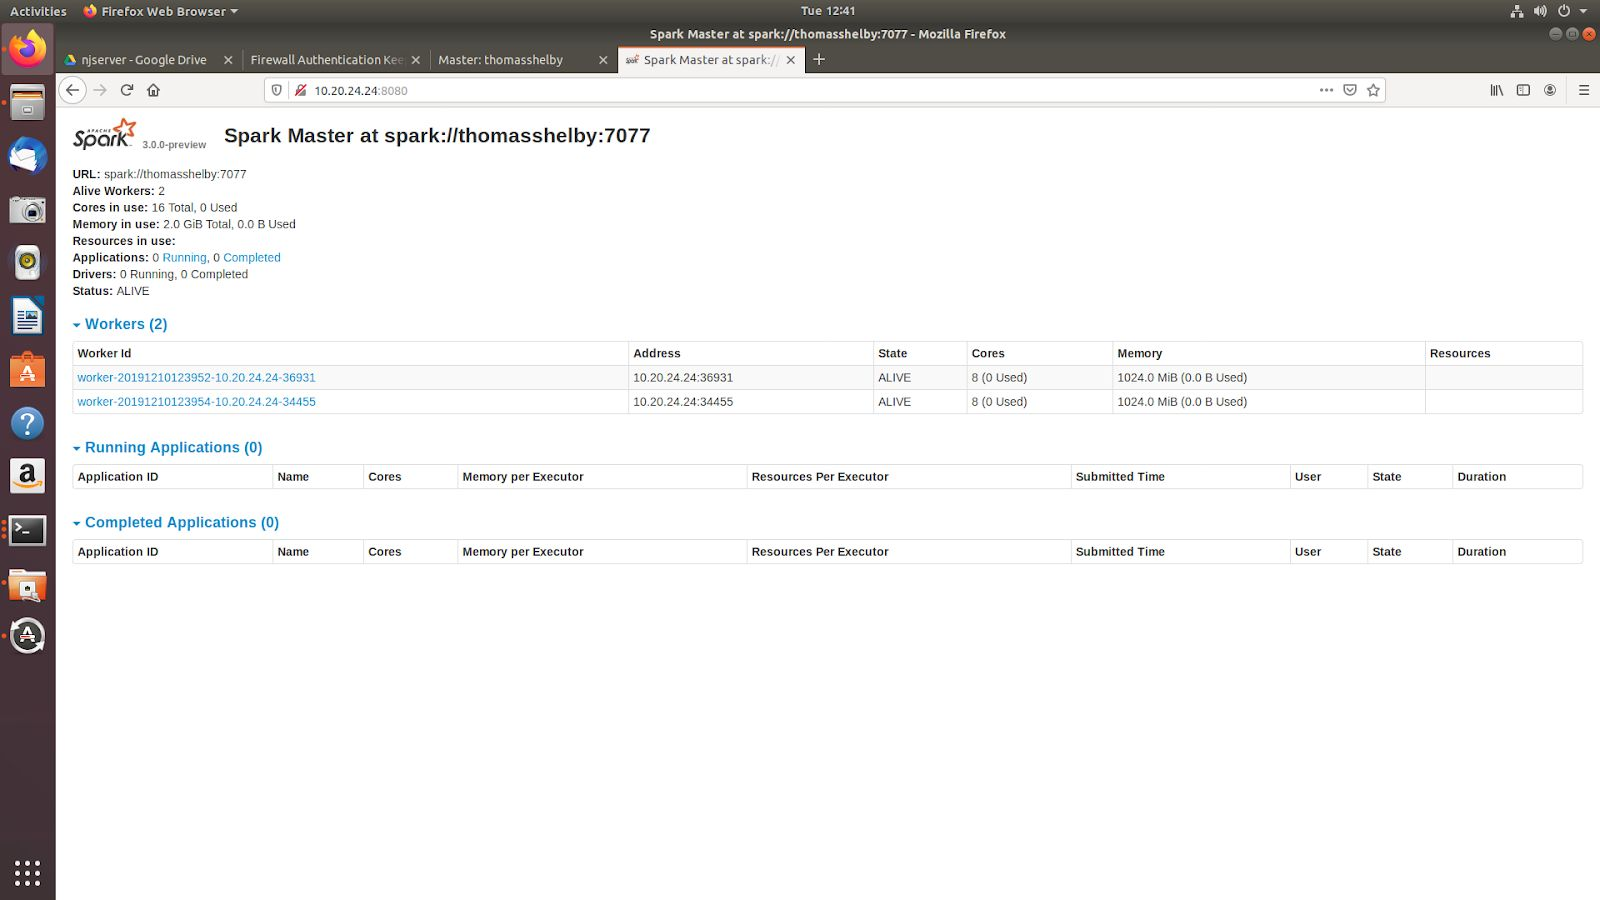 Activities Firefox Web Browser Tue 12:41
Spark Master at spark://thomasshelby:7077 - Mozilla Firefox
njserver - Google Drive Firewall Authentication Kee Master: thomasshelby Spark Master at spark://
10.20.24.24:8080
APACHE Spark 3.0.0-preview Spark Master at spark://thomasshelby:7077
URL: spark://thomasshelby:7077
Alive Workers: 2
Cores in use: 16 Total, 0 Used
Memory in use: 2.0 GiB Total, 0.0 B Used
Resources in use:
Applications: 0 Running, 0 Completed
Drivers: 0 Running, 0 Completed
Status: ALIVE
Workers (2)
Worker Id Address State Cores Memory Resources
worker-20191210123952-10.20.24.24-36931 10.20.24.24:36931 ALIVE 8 (0 Used) 1024.0 MiB (0.0 B Used)
worker-20191210123954-10.20.24.24-34455 10.20.24.24:34455 ALIVE 8 (0 Used) 1024.0 MiB (0.0 B Used)
Running Applications (0)
Application ID Name Cores Memory per Executor Resources Per Executor Submitted Time User State Duration
Completed Applications (0)
Application ID Name Cores Memory per Executor Resources Per Executor Submitted Time User State Duration